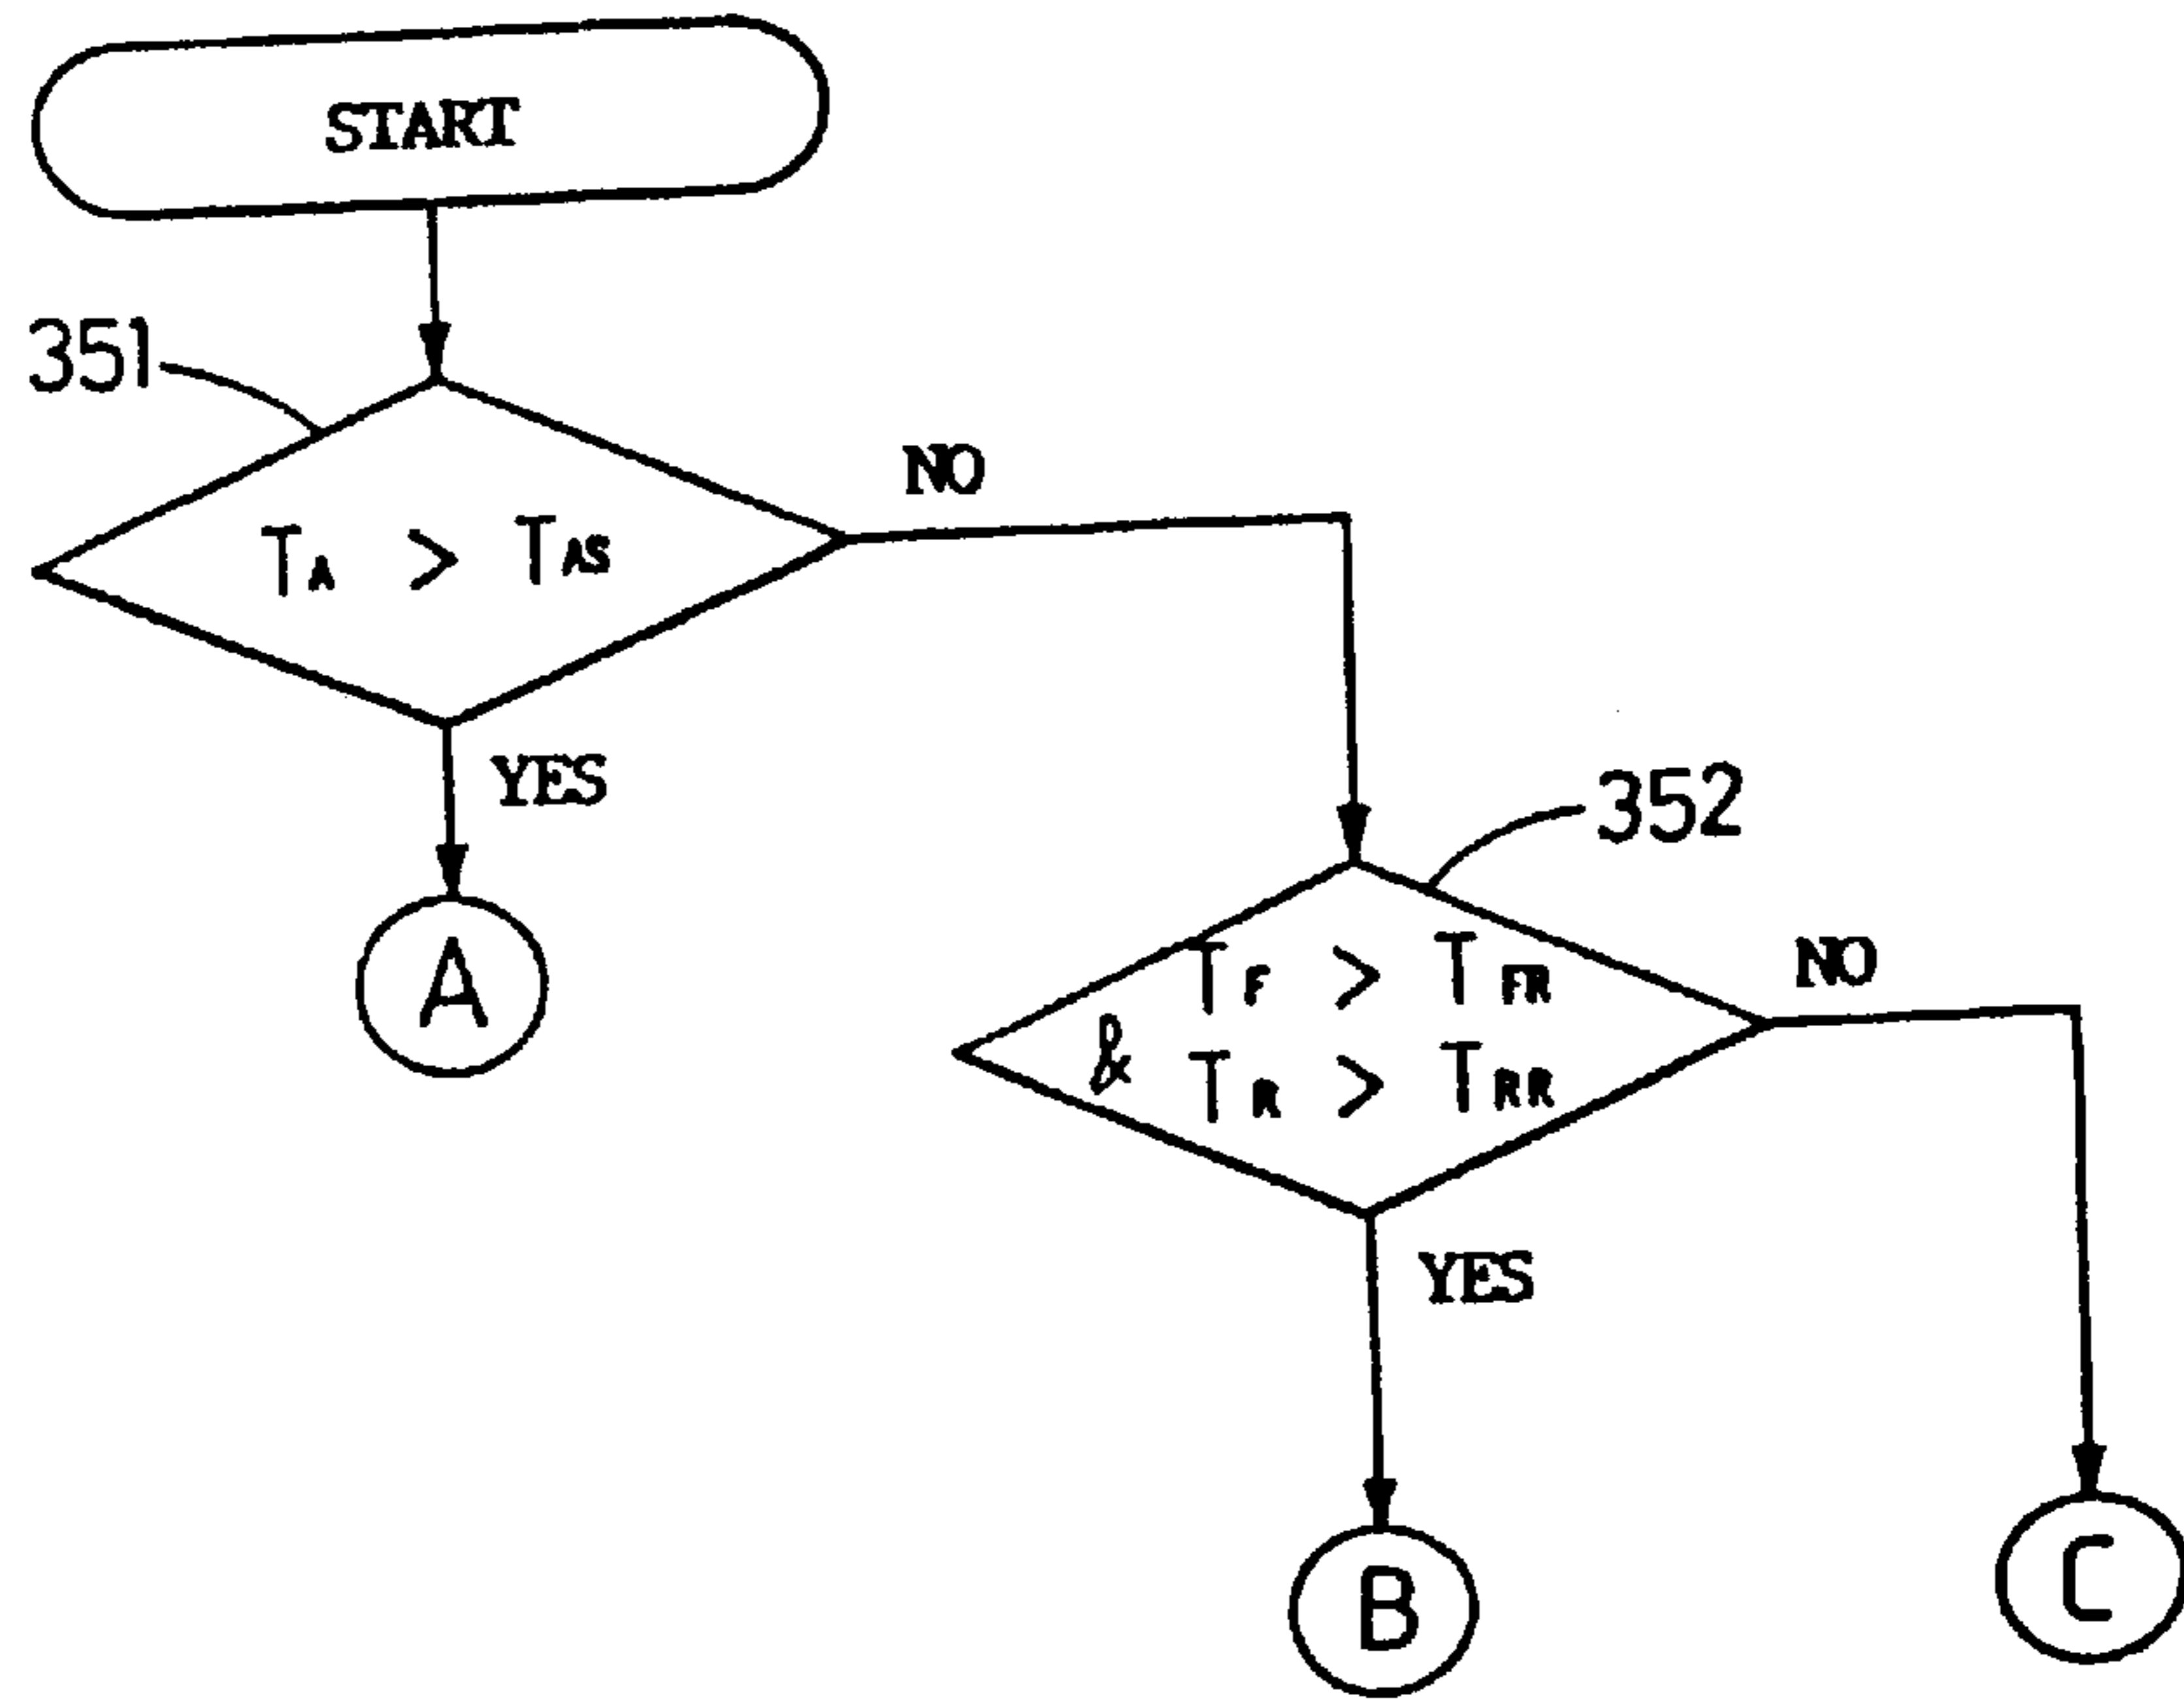 START
351
TA > TAS
NO
YES
A
352
TF > TFR
& TR > TRR
NO
YES
B
C